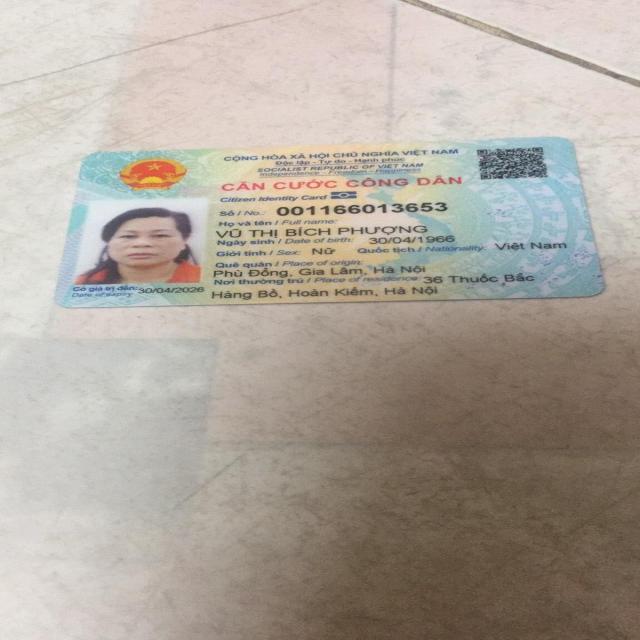 CỘNG HÒA XÃ HỘI CHỦ NGHĨA VIỆT NAM
Độc lập - Tự do - Hạnh phúc
SOCIALIST REPUBLIC OF VIET NAM
Independence - Freedom - Happiness
CĂN CƯỚC CÔNG DÂN
Citizen Identity Card
Số / No.: 001166013653
Họ và tên / Full name:
VŨ THỊ BÍCH PHƯỢNG
Ngày sinh / Date of birth: 30/04/1966
Giới tính / Sex: Nữ Quốc tịch / Nationality: Việt Nam
Quê quán / Place of origin:
Phù Đổng, Gia Lâm, Hà Nội
Nơi thường trú / Place of residence: 36 Thuốc Bắc
Hàng Bồ, Hoàn Kiếm, Hà Nội
Có giá trị đến: 30/04/2026
Date of expiry